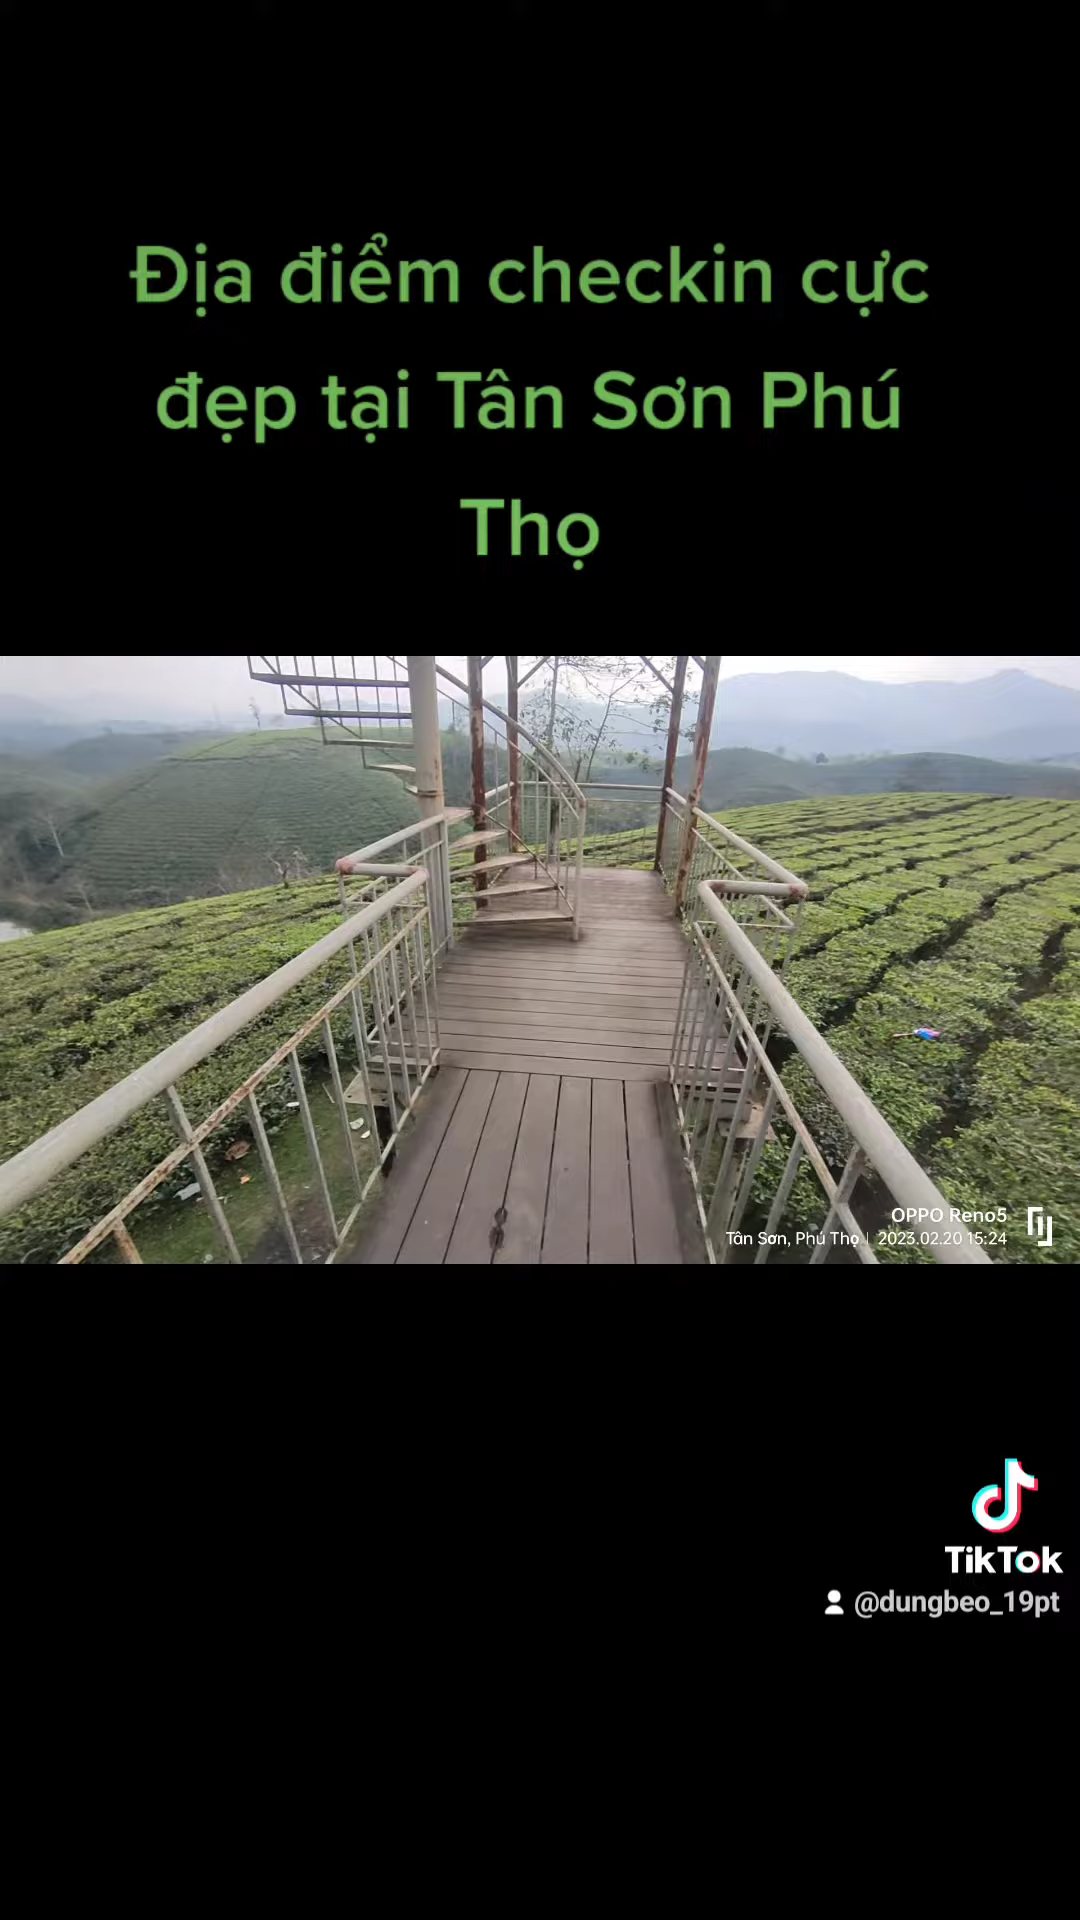 Địa điểm checkin cực
đẹp tại Tân Sơn Phú
Thọ
OPPO Reno5
Tân Sơn, Phú Thọ | 2023.02.20 15:24
TikTok
@dungbeo_19pt